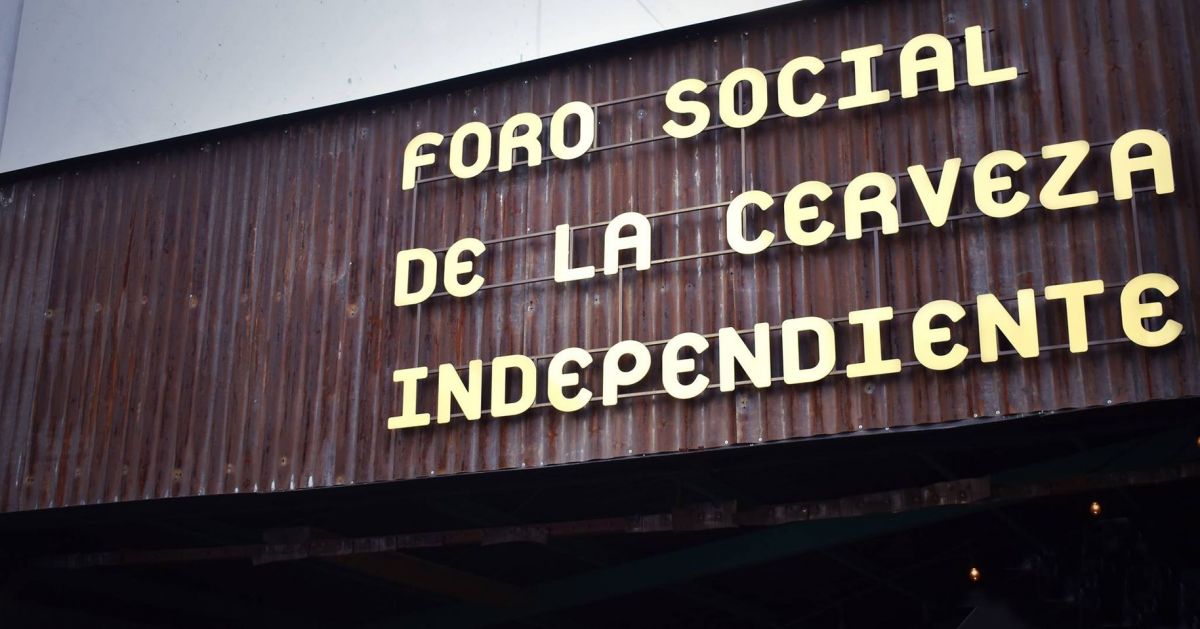 FORO SOCIAL
DE LA CERVEZA
INDEPENDIENTE